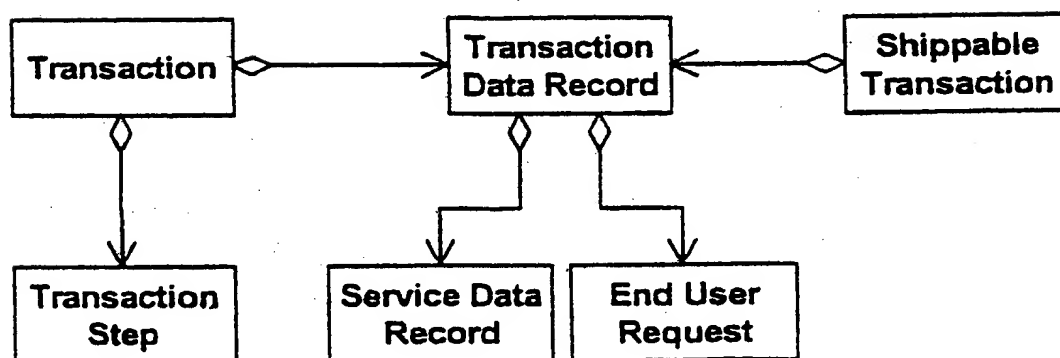 Transaction
Transaction
Data Record
Shippable
Transaction
Transaction
Step
Service Data
Record
End User
Request